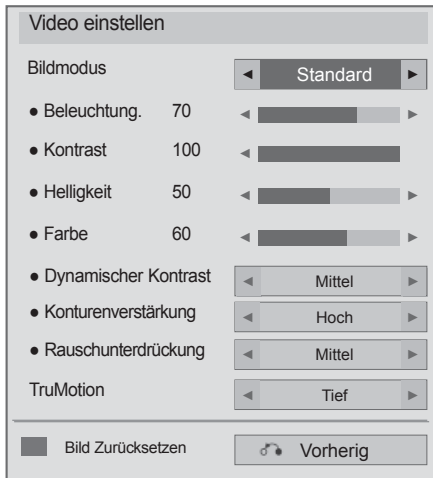 Video einstellen
Bildmodus ◄ Standard ►
● Beleuchtung. 70 ◄ ►
● Kontrast 100 ◄
● Helligkeit 50 ◄ ►
● Farbe 60 ◄ ►
● Dynamischer Kontrast ◄ Mittel ►
● Konturenverstärkung ◄ Hoch ►
● Rauschunterdrückung ◄ Mittel ►
TruMotion ◄ Tief ►
Bild Zurücksetzen Vorherig